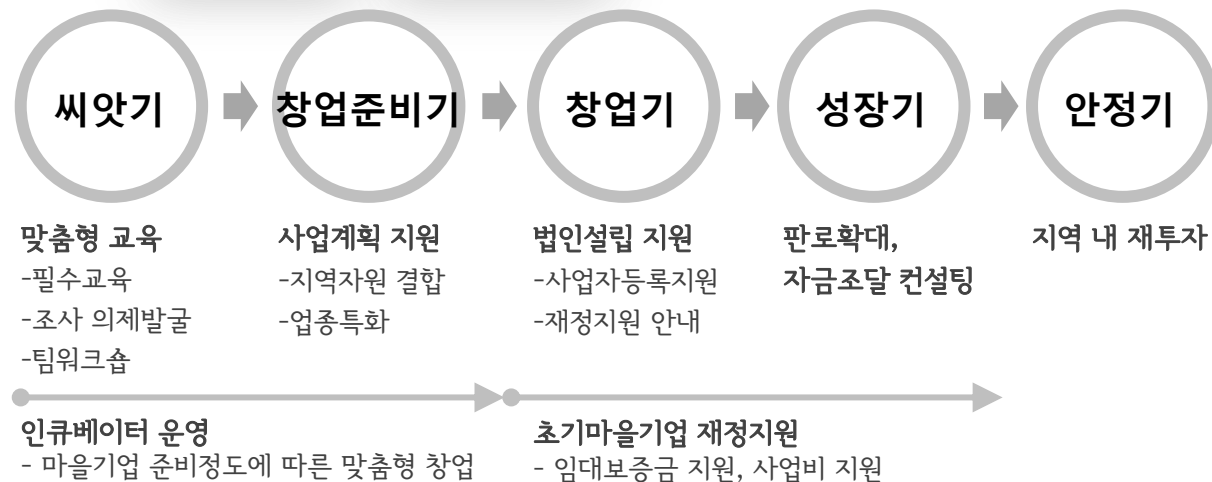 씨앗기
창업준비기
창업기
성장기
안정기
맞춤형 교육
-필수교육
-조사 의제발굴
-팀워크숍
사업계획 지원
-지역자원 결합
-업종특화
법인설립 지원
-사업자등록지원
-재정지원 안내
판로확대,
자금조달 컨설팅
지역 내 재투자
인큐베이터 운영
- 마을기업 준비정도에 따른 맞춤형 창업
초기마을기업 재정지원
- 임대보증금 지원, 사업비 지원